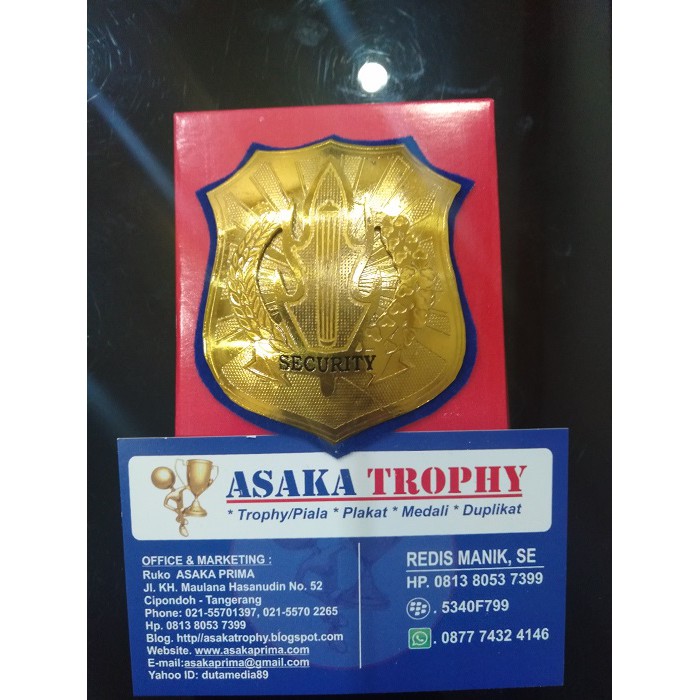 SECURITY
ASAKA TROPHY
* Trophy/Piala * Plakat * Medali * Duplikat
OFFICE & MARKETING :
Ruko ASAKA PRIMA
Jl. KH. Maulana Hasanudin No. 52
Cipondoh - Tangerang
Phone: 021-55701397, 021-5570 2265
Hp. 0813 8053 7399
Blog. http//asakatrophy.blogspot.com
Website. www.asakaprima.com
E-mail:asakaprima@gmail.com
Yahoo ID: dutamedia89
REDIS MANIK, SE
HP. 0813 8053 7399
. 5340F799
. 0877 7432 4146